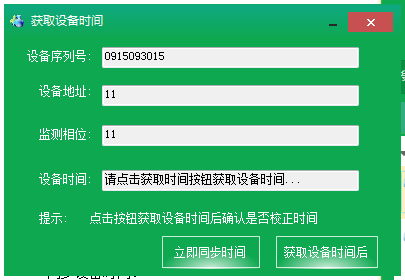 获取设备时间
设备序列号: 0915093015
设备地址: 11
监测相位: 11
设备时间: 请点击获取时间按钮获取设备时间...
提示: 点击按钮获取设备时间后确认是否校正时间
立即同步时间 获取设备时间后